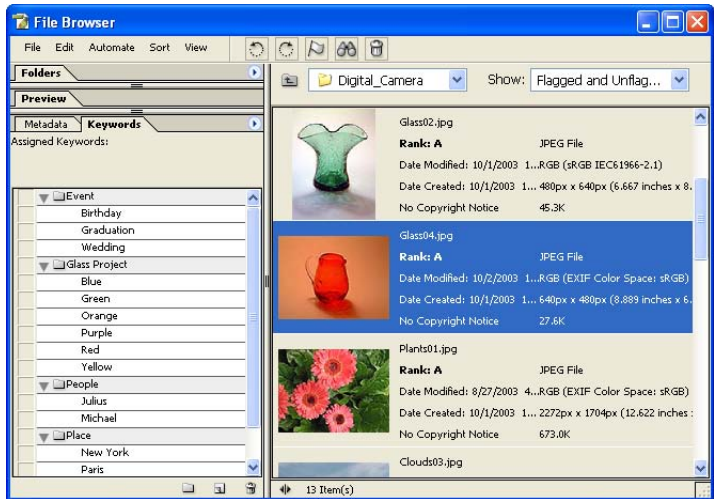 File Browser
File Edit Automate Sort View
Folders
Preview
Metadata Keywords
Assigned Keywords:
Event
Birthday
Graduation
Wedding
Glass Project
Blue
Green
Orange
Purple
Red
Yellow
People
Julius
Michael
Place
New York
Paris
Digital_Camera Show: Flagged and Unflag...
Glass02.jpg
Rank: A JPEG File
Date Modified: 10/1/2003 1...RGB (sRGB IEC61966-2.1)
Date Created: 10/1/2003 1... 480px x 640px (6.667 inches x 8.
No Copyright Notice 45.3K
Glass04.jpg
Rank: A JPEG File
Date Modified: 10/2/2003 1...RGB (EXIF Color Space: sRGB)
Date Created: 10/1/2003 1... 640px x 480px (8.889 inches x 6.
No Copyright Notice 27.6K
Plants01.jpg
Rank: A JPEG File
Date Modified: 8/27/2003 4...RGB (EXIF Color Space: sRGB)
Date Created: 10/1/2003 1... 2272px x 1704px (12.622 inches :
No Copyright Notice 673.0K
Clouds03.jpg
13 Item(s)